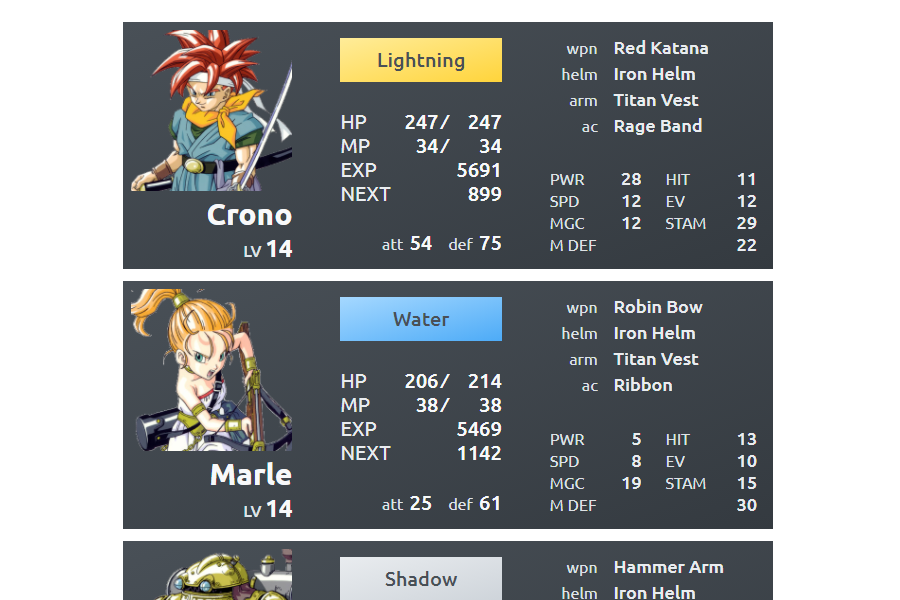 Lightning
HP 247/ 247
MP 34/ 34
EXP 5691
NEXT 899
att 54 def 75
Crono
LV 14
wpn Red Katana
helm Iron Helm
arm Titan Vest
ac Rage Band
PWR 28 HIT 11
SPD 12 EV 12
MGC 12 STAM 29
M DEF 22
Water
HP 206/ 214
MP 38/ 38
EXP 5469
NEXT 1142
att 25 def 61
Marle
LV 14
wpn Robin Bow
helm Iron Helm
arm Titan Vest
ac Ribbon
PWR 5 HIT 13
SPD 8 EV 10
MGC 19 STAM 15
M DEF 30
Shadow
wpn Hammer Arm
helm Iron Helm